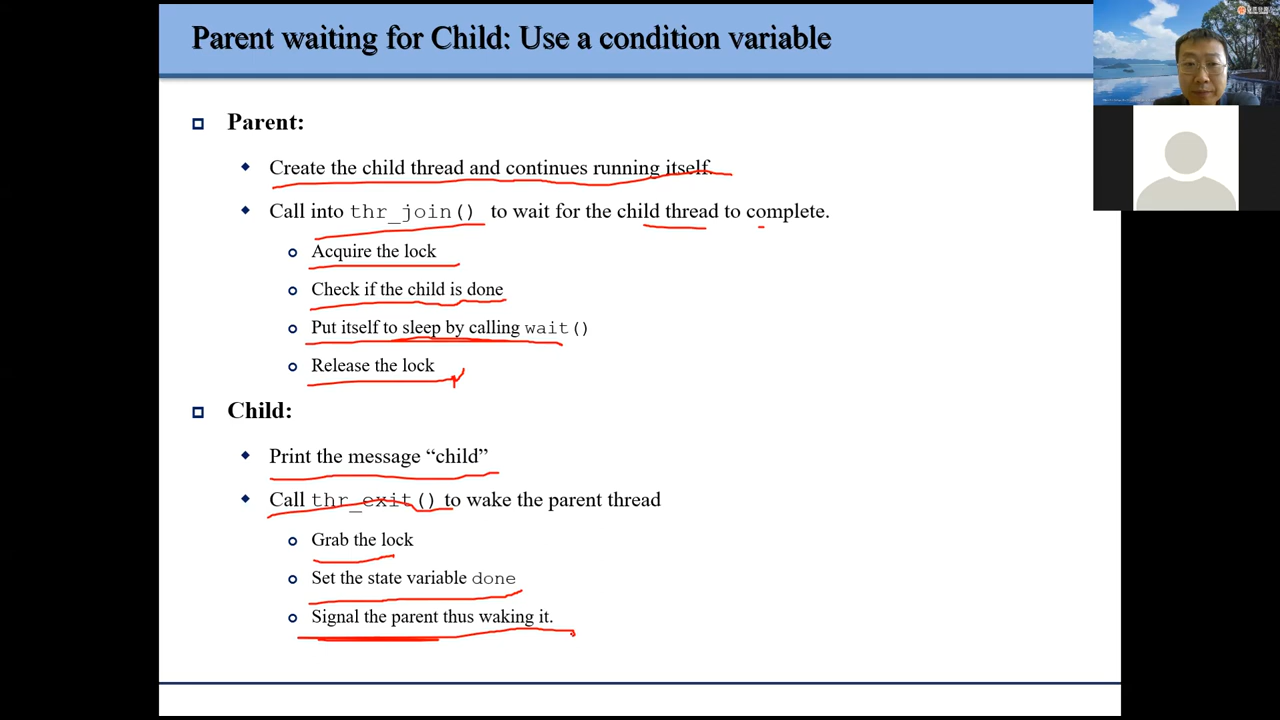 Parent waiting for Child: Use a condition variable
Parent:
Create the child thread and continues running itself.
Call into thr_join() to wait for the child thread to complete.
Acquire the lock
Check if the child is done
Put itself to sleep by calling wait()
Release the lock
Child:
Print the message “child”
Call thr_exit() to wake the parent thread
Grab the lock
Set the state variable done
Signal the parent thus waking it.